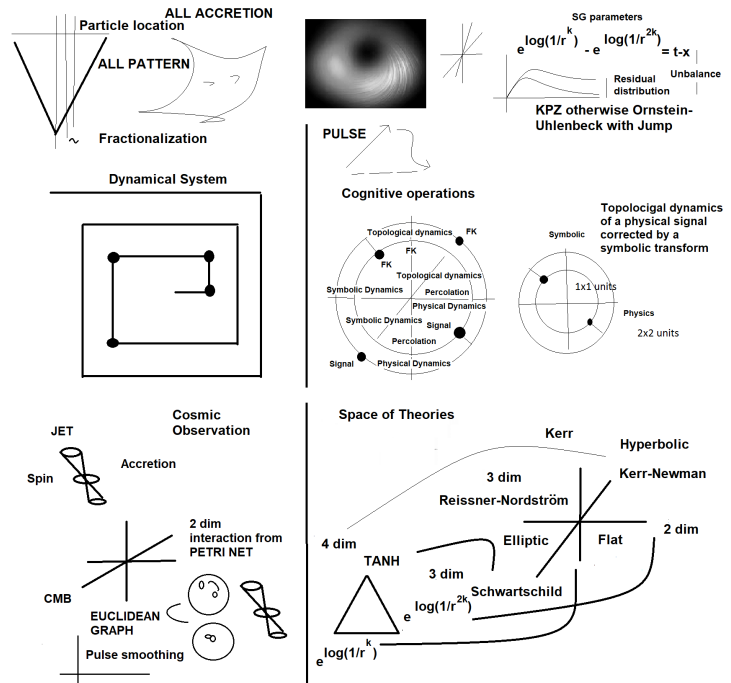 ALL ACCRETION
Particle location
ALL PATTERN
Fractionalization
SG parameters
e^log(1/r^k) - e^log(1/r^2k) = t-x
Unbalance
Residual
distribution
KPZ otherwise Ornstein-
Uhlenbeck with Jump
PULSE
Dynamical System
Cognitive operations
Topological dynamics
FK
FK
FK
Topological dynamics
Symbolic Dynamics
Percolation
Physical Dynamics
Symbolic Dynamics
Signal
Percolation
Signal
Physical Dynamics
Topolocigal dynamics
of a physical signal
corrected by a
symbolic transform
Symbolic
1x1 units
Physics
2x2 units
Cosmic
Observation
JET
Spin
Accretion
2 dim
interaction from
PETRI NET
CMB
EUCLIDEAN
GRAPH
Pulse smoothing
Space of Theories
Kerr
Hyperbolic
3 dim
Kerr-Newman
Reissner-Nordström
4 dim
Elliptic
Flat
2 dim
TANH
3 dim
Schwartschild
e^log(1/r^2k)
e^log(1/r^k)